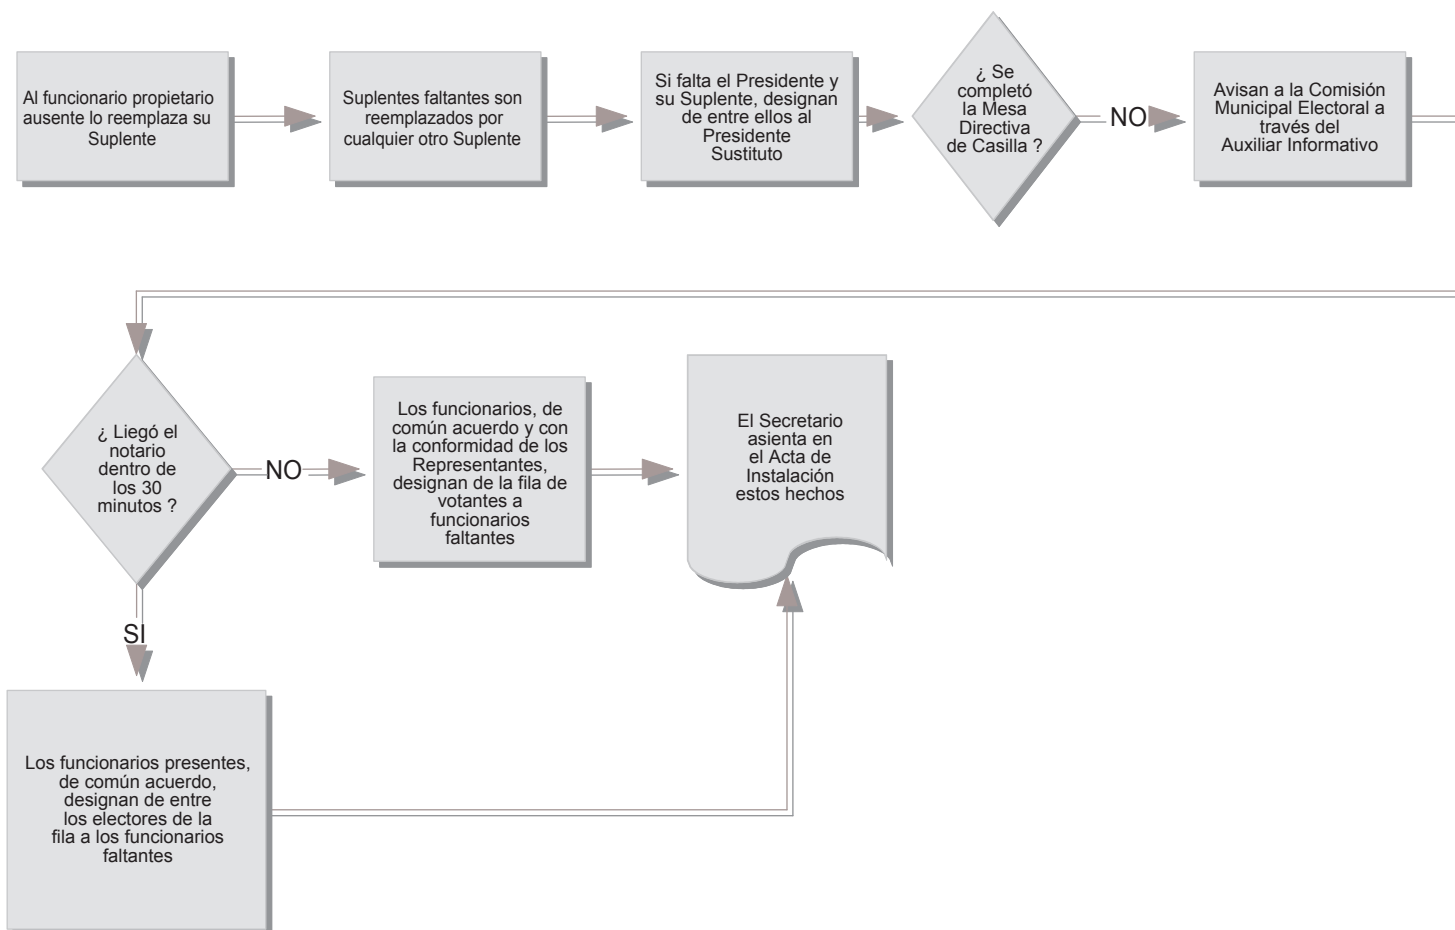 Al funcionario propietario
ausente lo reemplaza su
Suplente
Suplentes faltantes son
reemplazados por
cualquier otro Suplente
Si falta el Presidente y
su Suplente, designan
de entre ellos al
Presidente
Sustituto
¿ Se
completó
la Mesa
Directiva
de Casilla ?
NO
Avisan a la Comisión
Municipal Electoral a
través del
Auxiliar Informativo
¿ Liegó el
notario
dentro de
los 30
minutos ?
NO
Los funcionarios, de
común acuerdo y con
la conformidad de los
Representantes,
designan de la fila de
votantes a
funcionarios
faltantes
El Secretario
asienta en
el Acta de
Instalación
estos hechos
SI
Los funcionarios presentes,
de común acuerdo,
designan de entre
los electores de la
fila a los funcionarios
faltantes